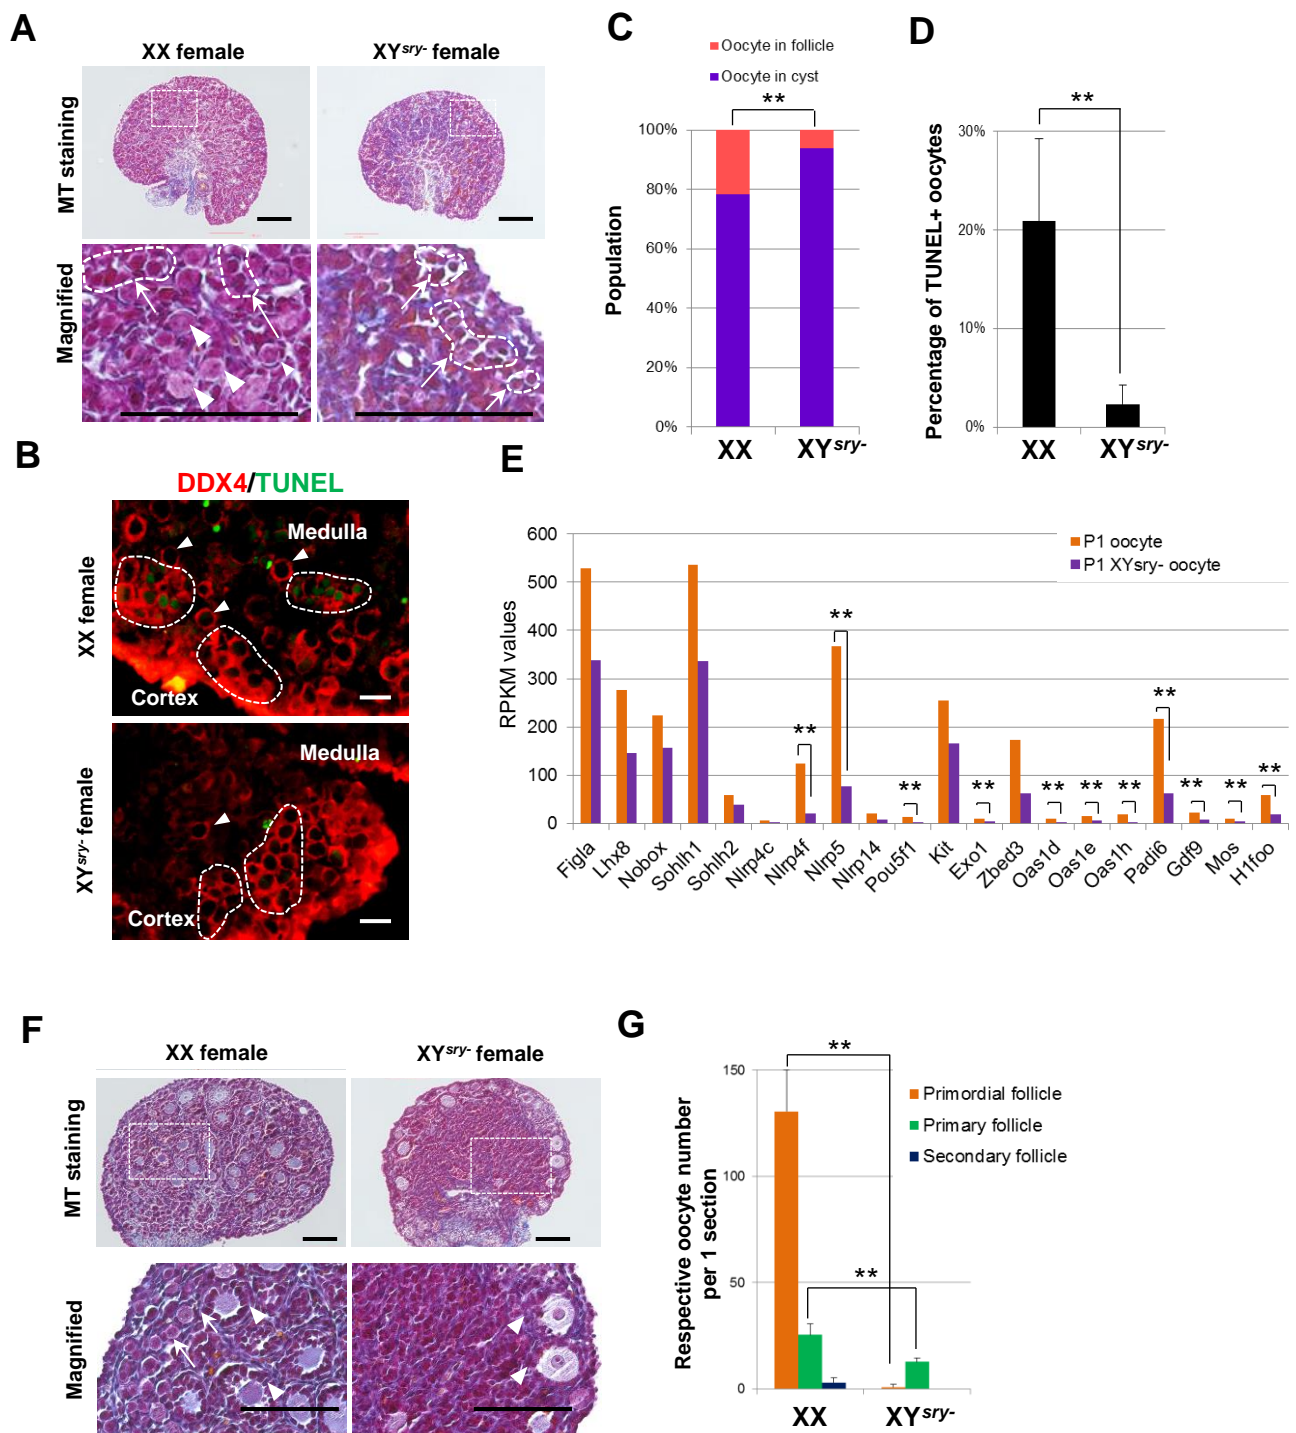 A
XX female
XYsry- female
MT staining
Magnified
B
DDX4/TUNEL
XX female
Medulla
Cortex
XYsry- female
Medulla
Cortex
C
Oocyte in follicle
Oocyte in cyst
**
Population
100%
80%
60%
40%
20%
0%
XX
XYsry-
D
**
Percentage of TUNEL+ oocytes
30%
20%
10%
0%
XX
XYsry-
E
RPKM values
600
500
400
300
200
100
0
P1 oocyte
P1 XYsry- oocyte
**
**
**
**
**
**
**
**
**
**
**
Figla
Lhx8
Nobox
Sohlh1
Sohlh2
Nlrp4c
Nlrp4f
Nlrp5
Nlrp14
Pou5f1
Kit
Exo1
Zbed3
Oas1d
Oas1e
Oas1h
Padi6
Gdf9
Mos
H1foo
F
XX female
XYsry- female
MT staining
Magnified
G
**
**
Respective oocyte number
per 1 section
150
100
50
0
Primordial follicle
Primary follicle
Secondary follicle
XX
XYsry-